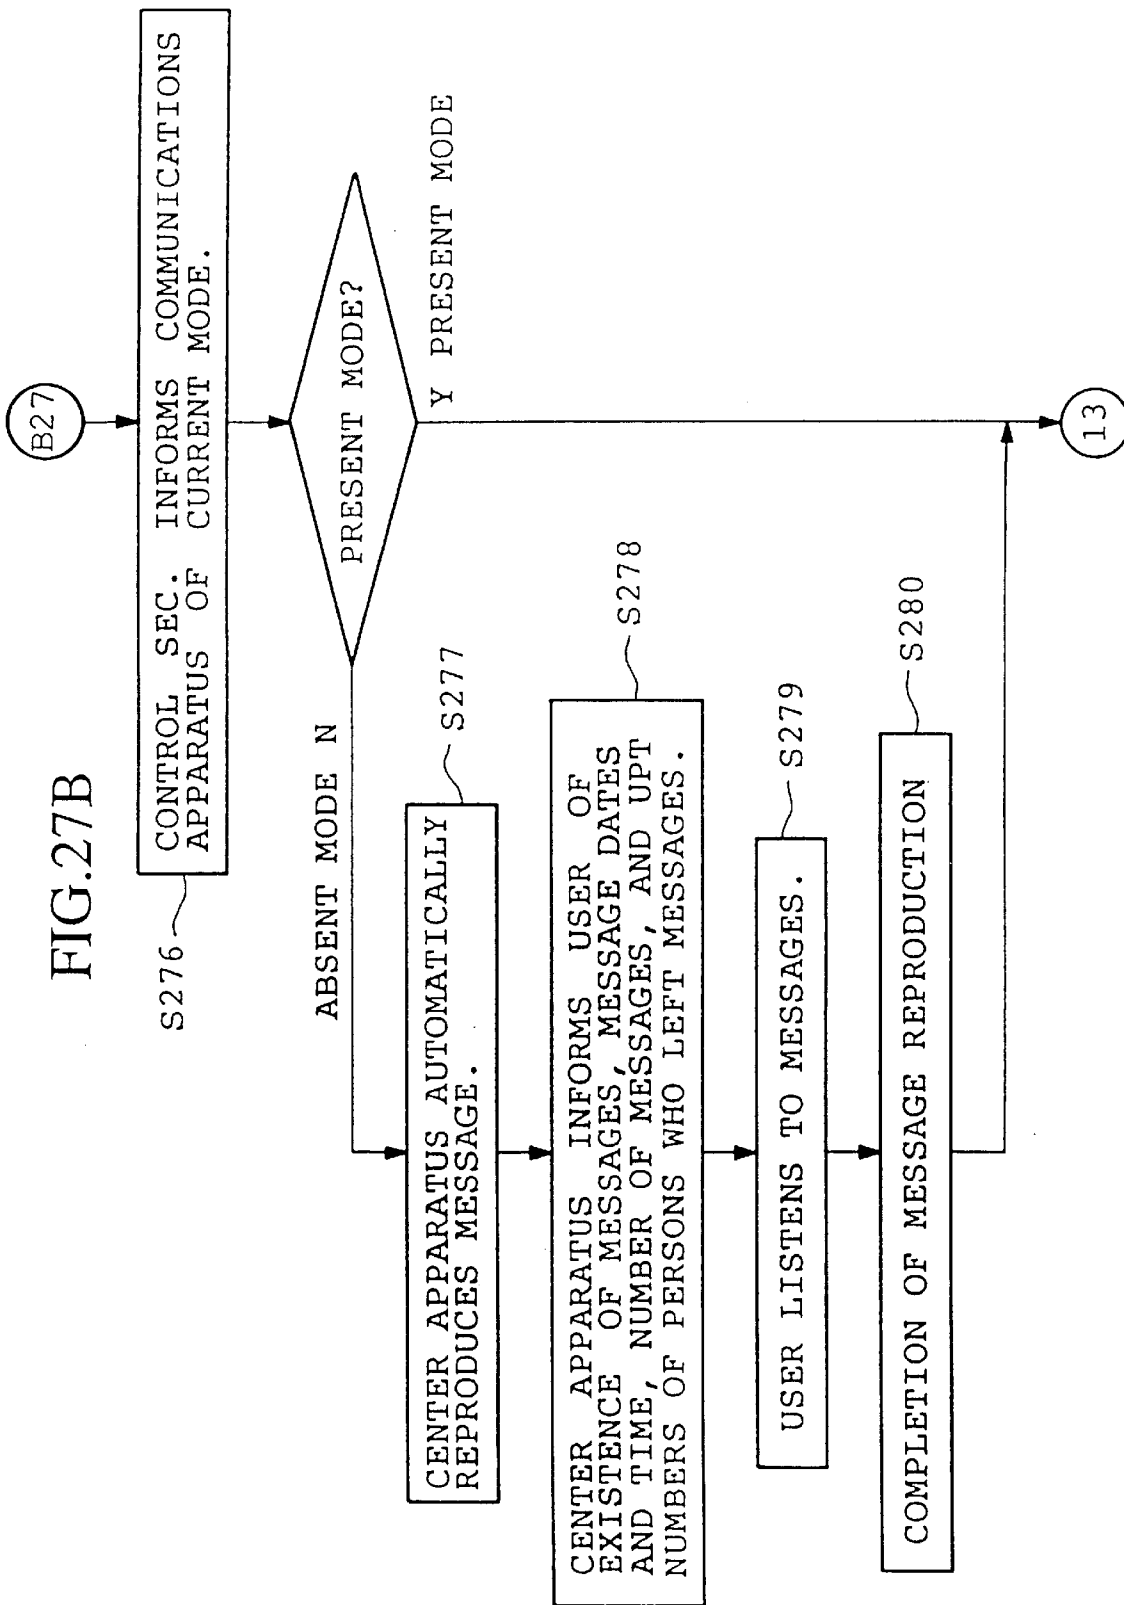 FIG.27B
B27
S276
CONTROL SEC. INFORMS COMMUNICATIONS
APPARATUS OF CURRENT MODE.
PRESENT MODE?
ABSENT MODE N
Y PRESENT MODE
S277
CENTER APPARATUS AUTOMATICALLY
REPRODUCES MESSAGE.
S278
CENTER APPARATUS INFORMS USER OF
EXISTENCE OF MESSAGES, MESSAGE DATES
AND TIME, NUMBER OF MESSAGES, AND UPT
NUMBERS OF PERSONS WHO LEFT MESSAGES.
S279
USER LISTENS TO MESSAGES.
S280
COMPLETION OF MESSAGE REPRODUCTION
13